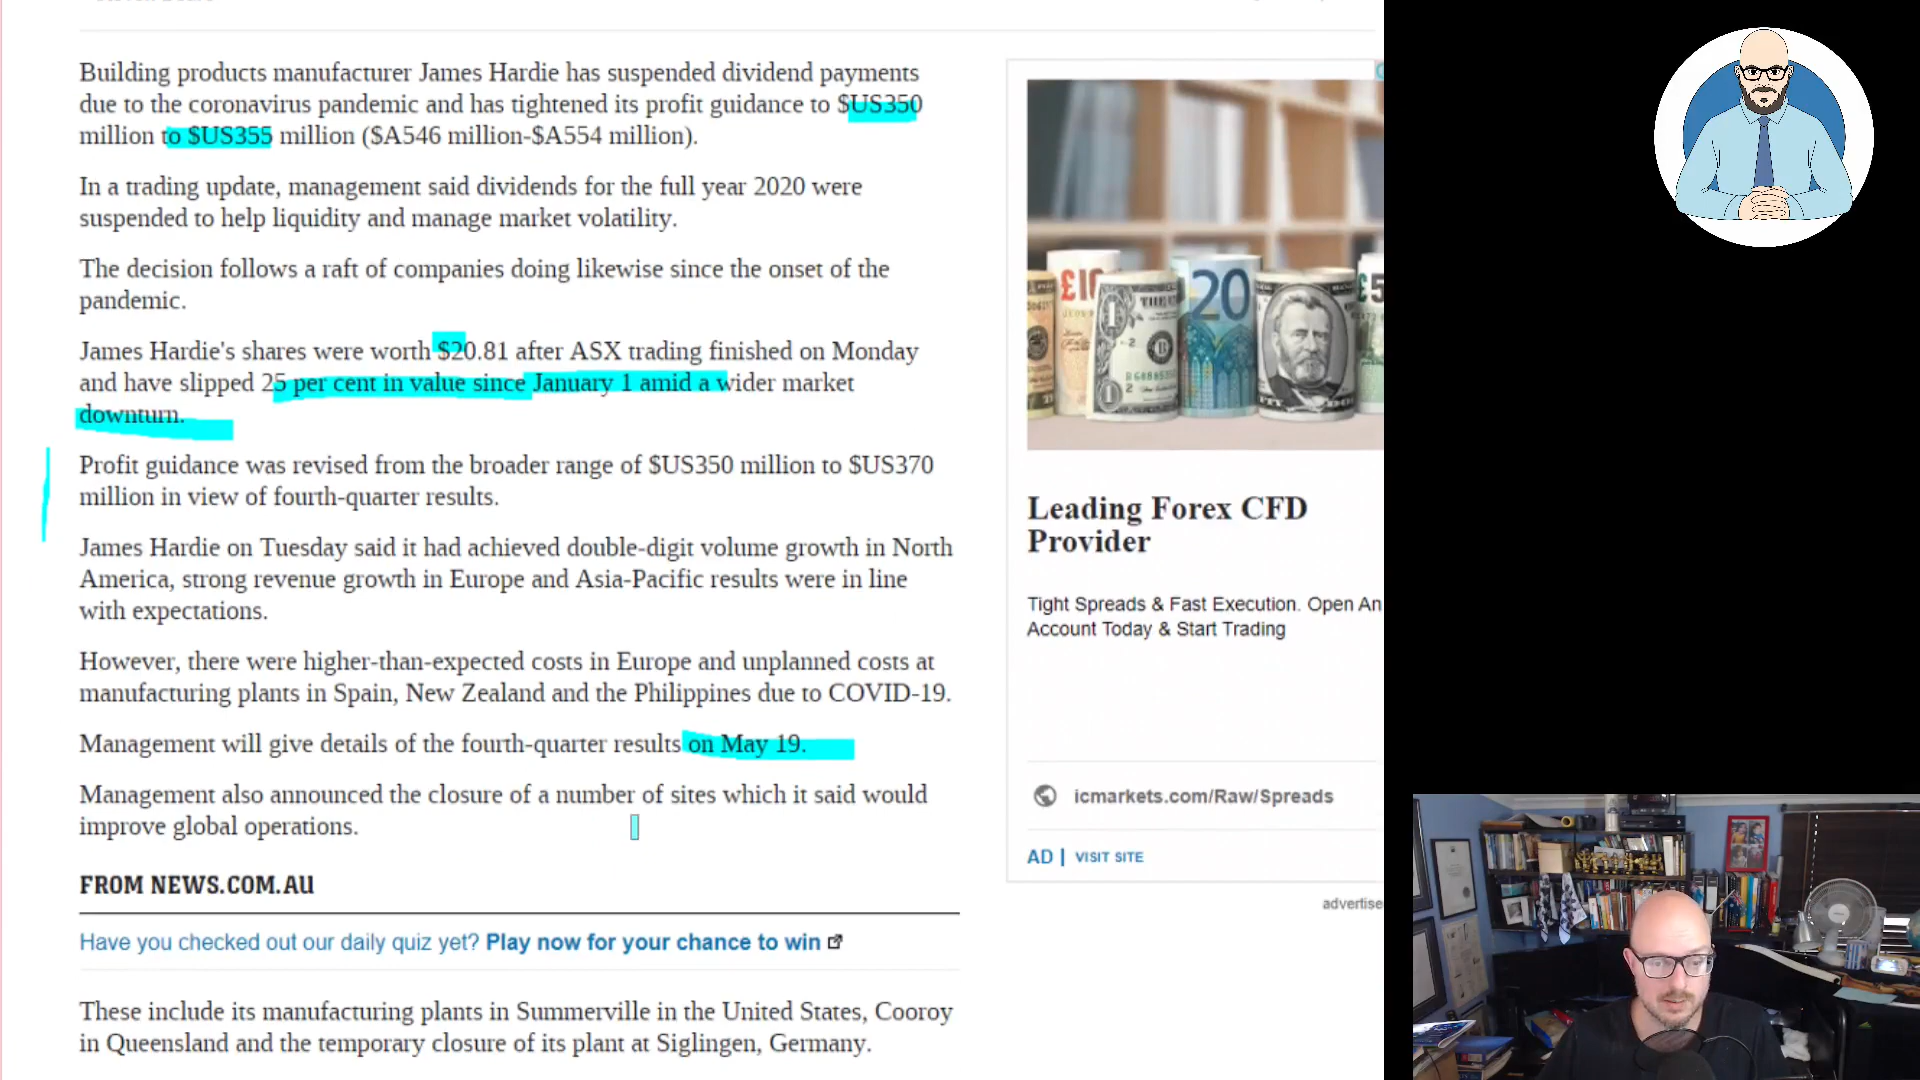 Building products manufacturer James Hardie has suspended dividend payments
due to the coronavirus pandemic and has tightened its profit guidance to $US350
million to $US355 million ($A546 million-$A554 million).
In a trading update, management said dividends for the full year 2020 were
suspended to help liquidity and manage market volatility.
The decision follows a raft of companies doing likewise since the onset of the
pandemic.
James Hardie's shares were worth $20.81 after ASX trading finished on Monday
and have slipped 25 per cent in value since January 1 amid a wider market
downturn.
Profit guidance was revised from the broader range of $US350 million to $US370
million in view of fourth-quarter results.
James Hardie on Tuesday said it had achieved double-digit volume growth in North
America, strong revenue growth in Europe and Asia-Pacific results were in line
with expectations.
However, there were higher-than-expected costs in Europe and unplanned costs at
manufacturing plants in Spain, New Zealand and the Philippines due to COVID-19.
Management will give details of the fourth-quarter results on May 19.
Management also announced the closure of a number of sites which it said would
improve global operations.
FROM NEWS.COM.AU
Have you checked out our daily quiz yet? Play now for your chance to win
These include its manufacturing plants in Summerville in the United States, Cooroy
in Queensland and the temporary closure of its plant at Siglingen, Germany.
£10
THE
1
20
£5
Leading Forex CFD
Provider
Tight Spreads & Fast Execution. Open An
Account Today & Start Trading
icmarkets.com/Raw/Spreads
AD | VISIT SITE
advertise